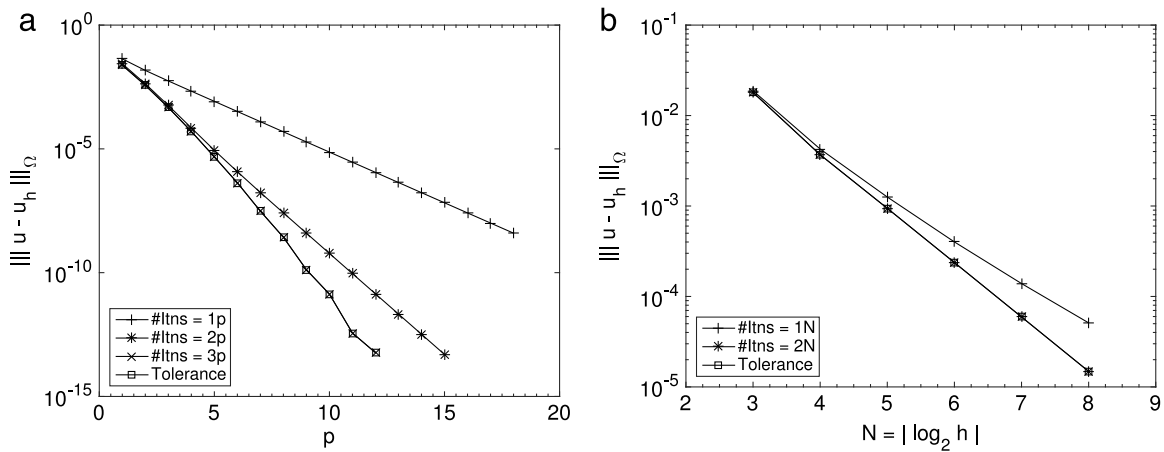 a
10^0
10^-5
10^-10
10^-15
||| u - u_h |||_Ω
#Itns = 1p
#Itns = 2p
#Itns = 3p
Tolerance
0 5 10 15 20
p
b
10^-1
10^-2
10^-3
10^-4
10^-5
||| u - u_h |||_Ω
#Itns = 1N
#Itns = 2N
Tolerance
2 3 4 5 6 7 8 9
N = | log_2 h |